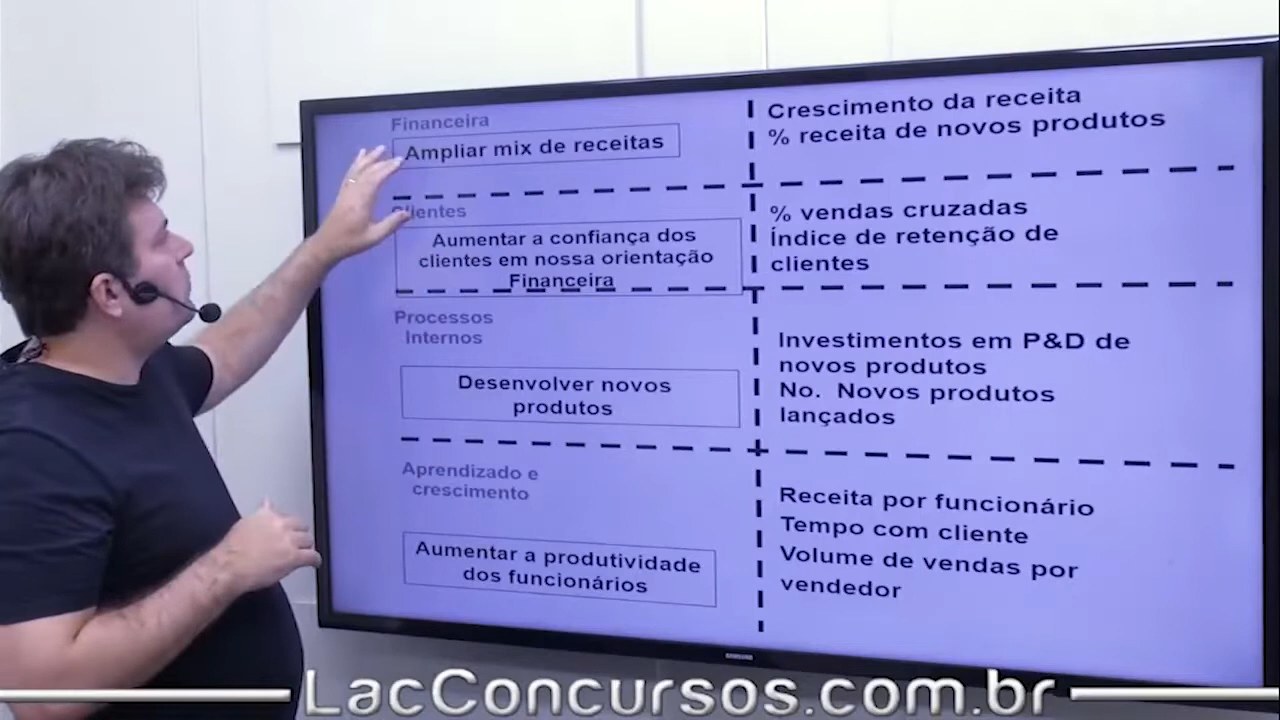 Financeira
Ampliar mix de receitas
Crescimento da receita
% receita de novos produtos
Clientes
Aumentar a confiança dos
clientes em nossa orientação
Financeira
% vendas cruzadas
Índice de retenção de
clientes
Processos
Internos
Desenvolver novos
produtos
Investimentos em P&D de
novos produtos
No. Novos produtos
lançados
Aprendizado e
crescimento
Aumentar a produtividade
dos funcionários
Receita por funcionário
Tempo com cliente
Volume de vendas por
vendedor
SAMSUNG
LacConcursos.com.br